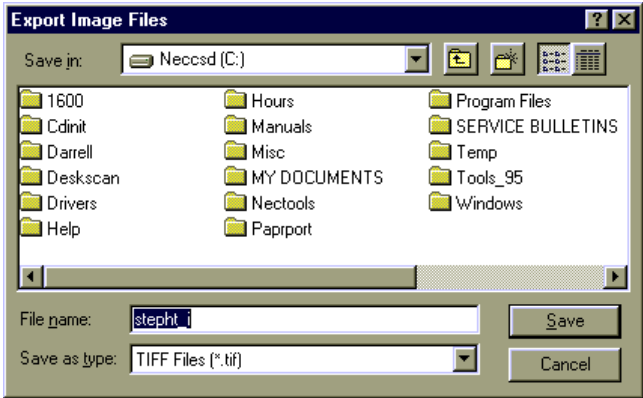 Export Image Files
Save in: Neccsd (C:)
1600 Hours Program Files
Cdinit Manuals SERVICE BULLETINS
Darrell Misc Temp
Deskscan MY DOCUMENTS Tools_95
Drivers Nectools Windows
Help Paprport
File name: stepht_i Save
Save as type: TIFF Files (*.tif) Cancel